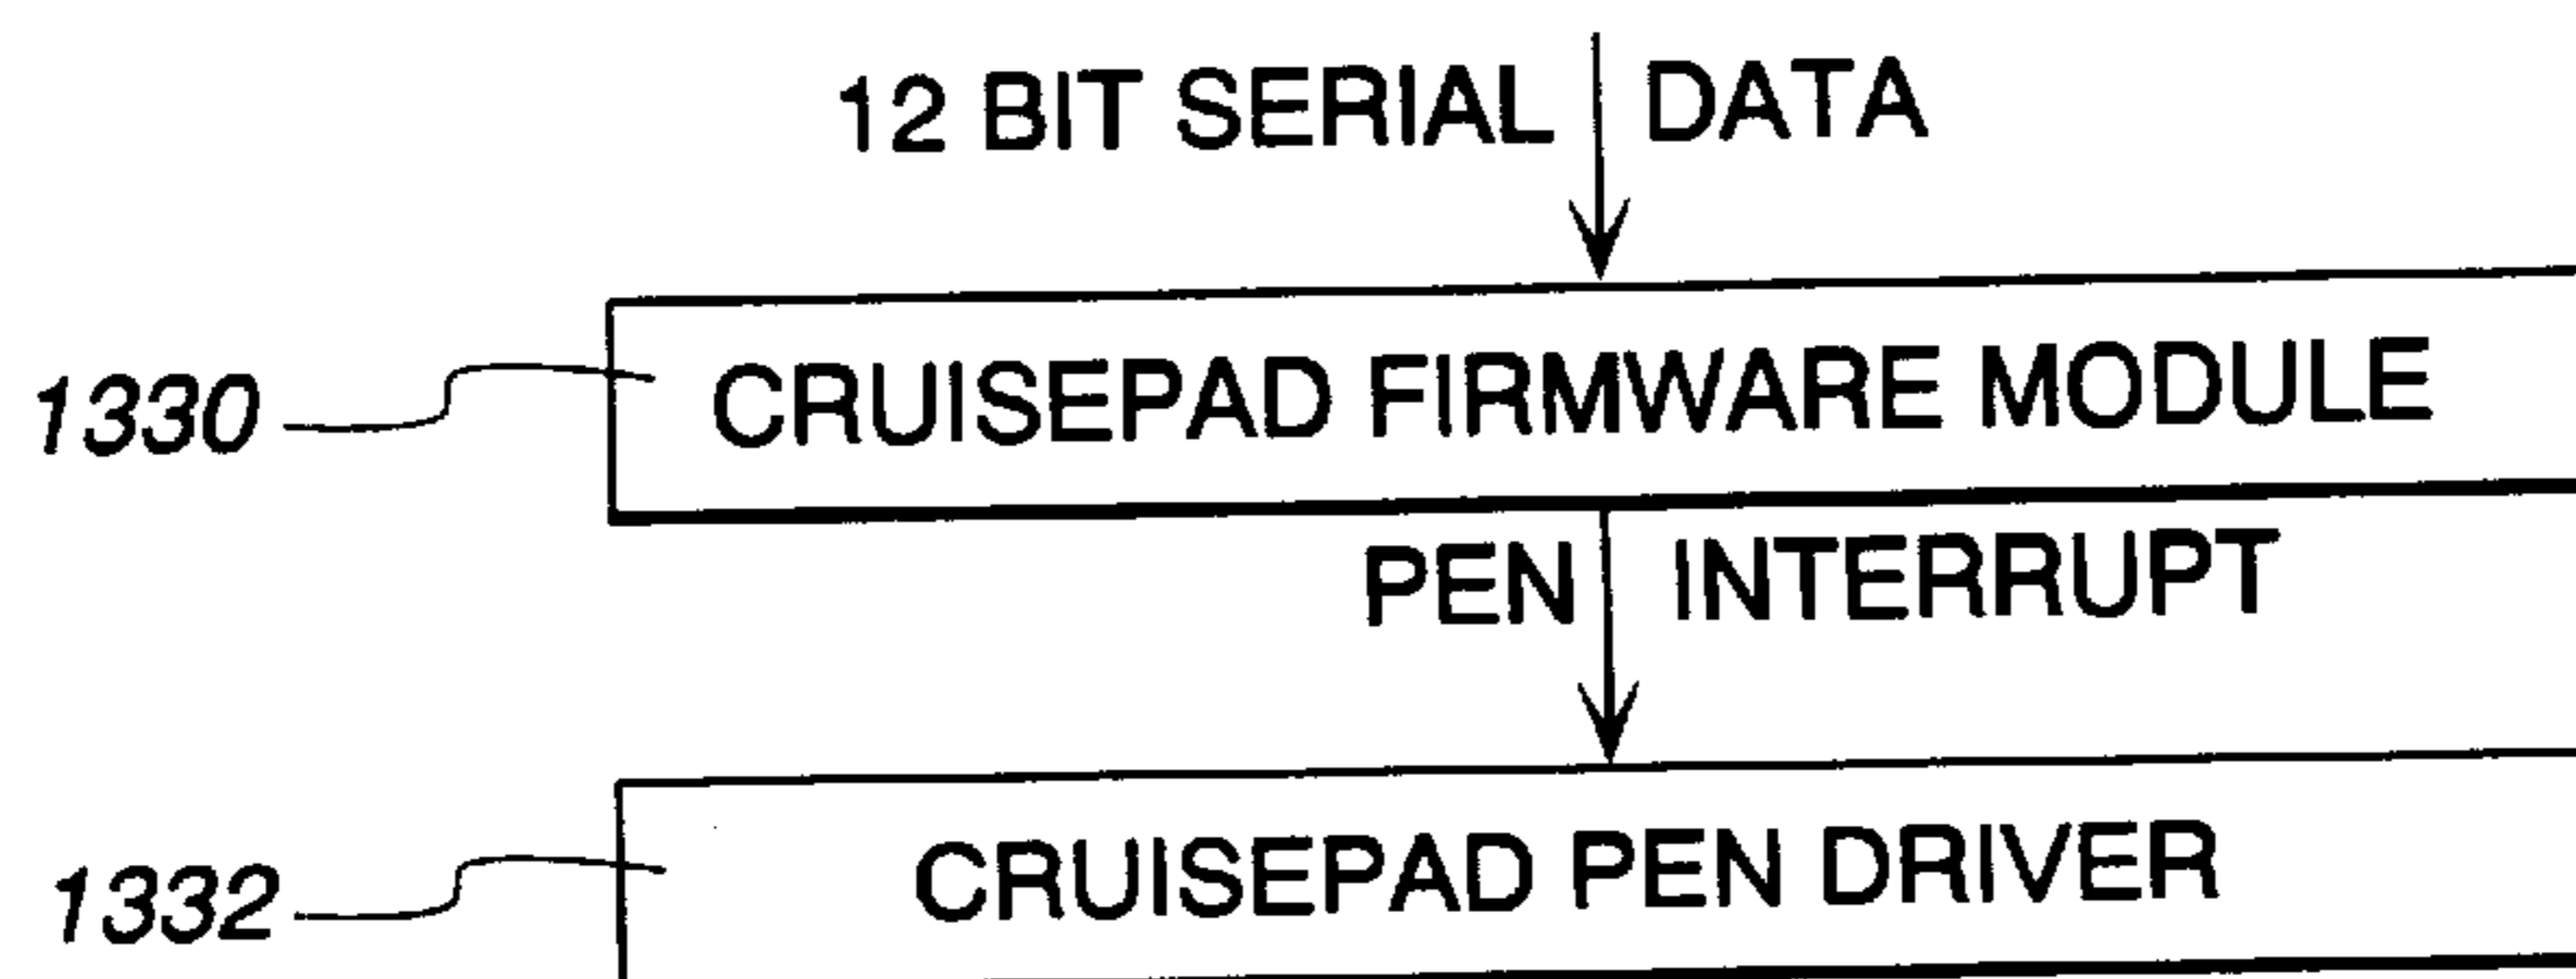 12 BIT SERIAL DATA
1330 CRUISEPAD FIRMWARE MODULE
PEN INTERRUPT
1332 CRUISEPAD PEN DRIVER